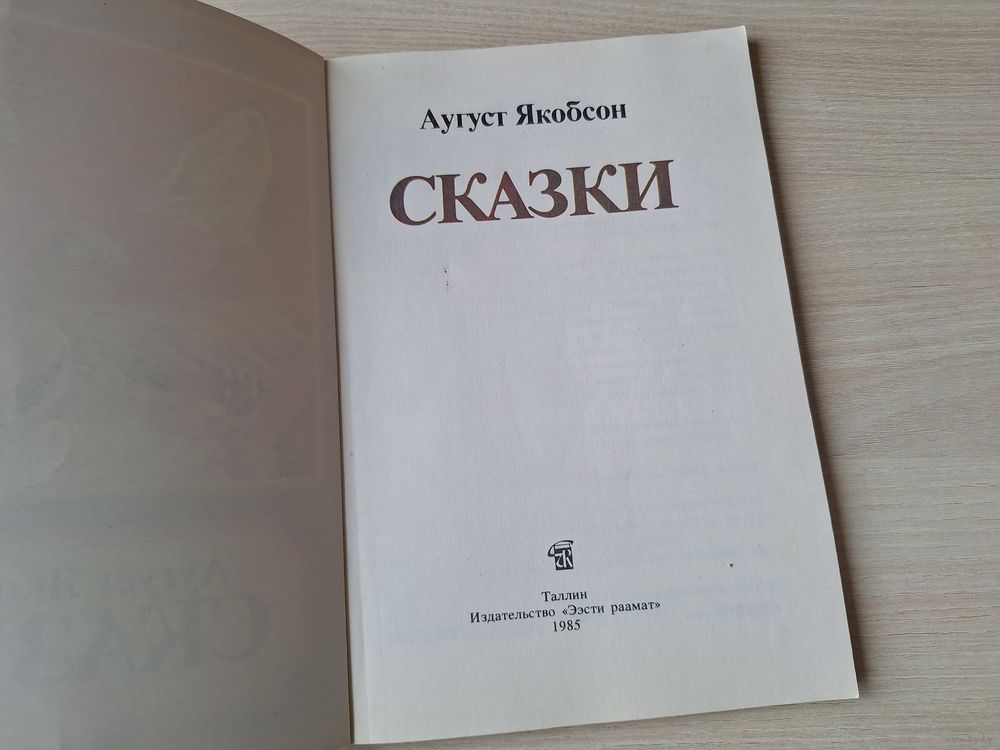 Аугуст Якобсон
СКАЗКИ
Таллин
Издательство «Ээсти раамат»
1985